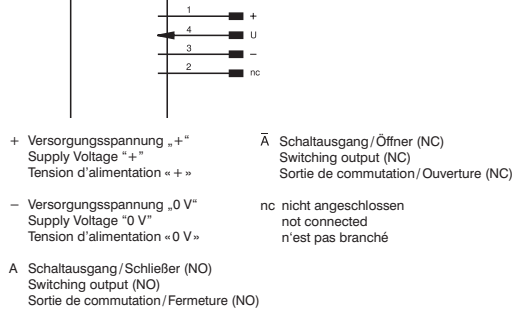 1 +
4 U
3 −
2 nc
+ Versorgungsspannung „+“
Supply Voltage “+”
Tension d’alimentation «+»
− Versorgungsspannung „0 V“
Supply Voltage “0 V”
Tension d’alimentation «0 V»
A Schaltausgang/Schließer (NO)
Switching output (NO)
Sortie de commutation/Fermeture (NO)
A̅ Schaltausgang/Öffner (NC)
Switching output (NC)
Sortie de commutation/Ouverture (NC)
nc nicht angeschlossen
not connected
n‘est pas branché